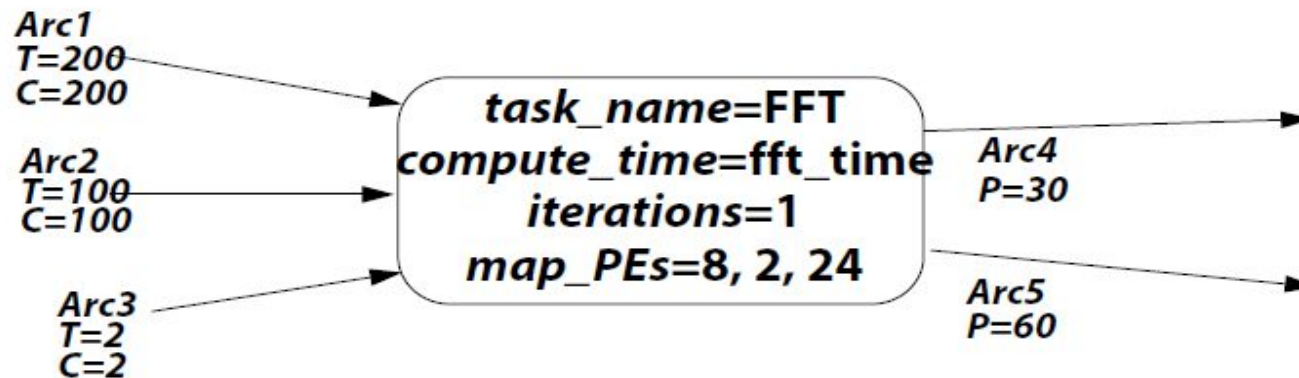 Arc1
T=200
C=200
Arc2
T=100
C=100
Arc3
T=2
C=2
task_name=FFT
compute_time=fft_time
iterations=1
map_PEs=8, 2, 24
Arc4
P=30
Arc5
P=60